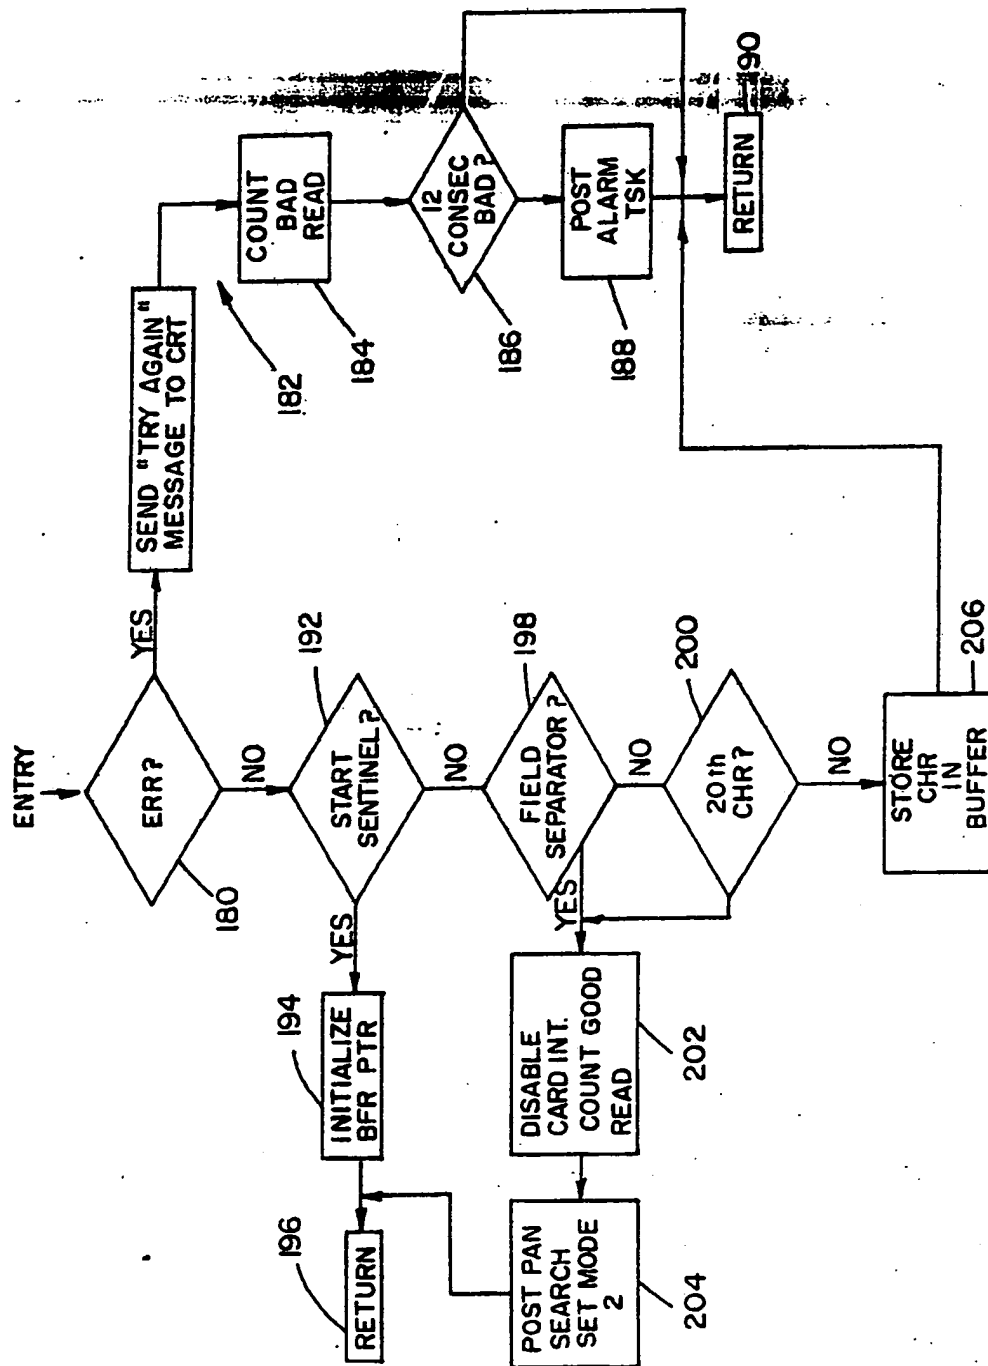 ENTRY
ERR?
180
YES
SEND "TRY AGAIN"
MESSAGE TO CRT
182
COUNT
BAD
READ
184
12
CONSEC
BAD?
186
POST
ALARM
TSK
188
RETURN
190
NO
START
SENTINEL?
192
YES
INITIALIZE
BFR PTR
194
RETURN
196
NO
FIELD
SEPARATOR?
198
YES
DISABLE
CARD INT.
COUNT GOOD
READ
202
POST PAN
SEARCH
SET MODE
2
204
NO
20th
CHR?
200
NO
STORE
CHR
IN
BUFFER
206